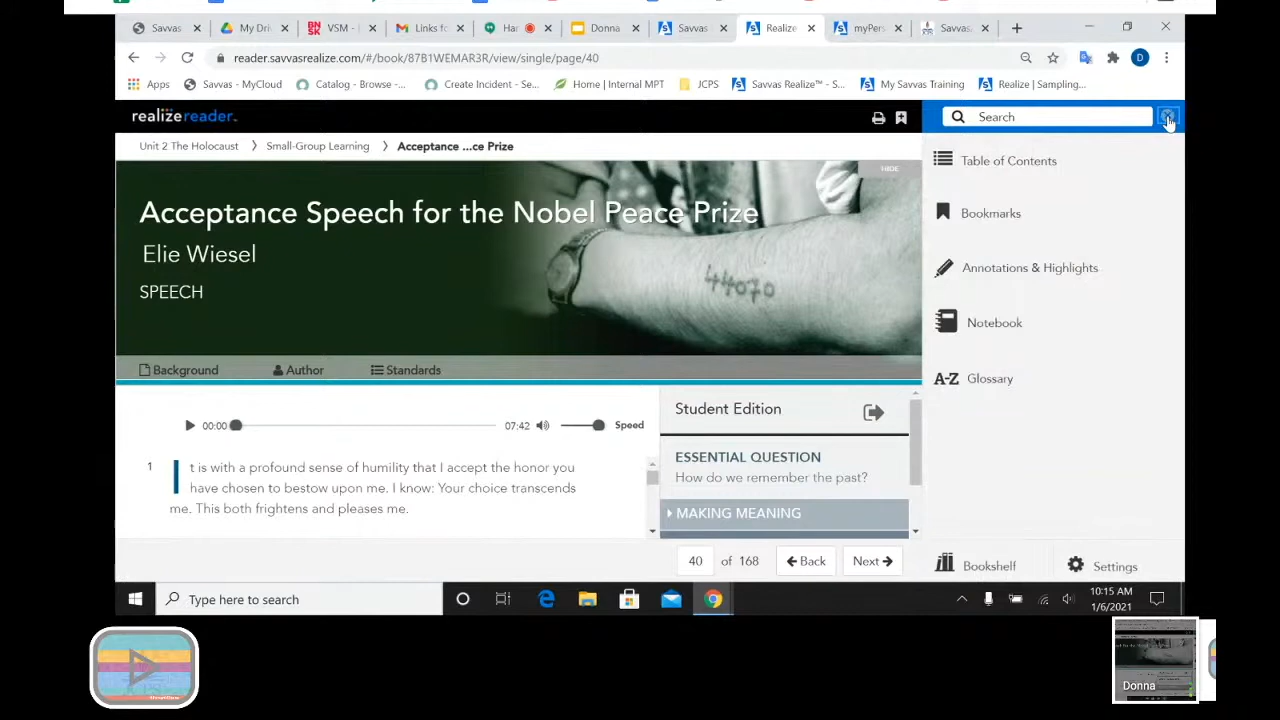 Savvas
My Dri
BNSK
VSM -
Links fo
Ha
Donna
Savvas
Realize
myPers
Savvas
reader.savvasrealize.com/#/book/87B1WEMAR3R/view/single/page/40
D
Apps
Savvas - MyCloud
Catalog - Browse -...
Create Incident - Se...
Home | Internal MPT
JCPS
Savvas Realize™ - S...
My Savvas Training
Realize | Sampling...
realizereader.
Search
Unit 2 The Holocaust > Small-Group Learning > Acceptance ...ce Prize
HIDE
Acceptance Speech for the Nobel Peace Prize
Elie Wiesel
SPEECH
44070
Background
Author
Standards
00:00
07:42
Speed
1
t is with a profound sense of humility that I accept the honor you
have chosen to bestow upon me. I know: Your choice transcends
me. This both frightens and pleases me.
Student Edition
ESSENTIAL QUESTION
How do we remember the past?
MAKING MEANING
40 of 168
Back
Next
Table of Contents
Bookmarks
Annotations & Highlights
Notebook
A-Z Glossary
Bookshelf
Settings
Type here to search
10:15 AM
1/6/2021
Donna